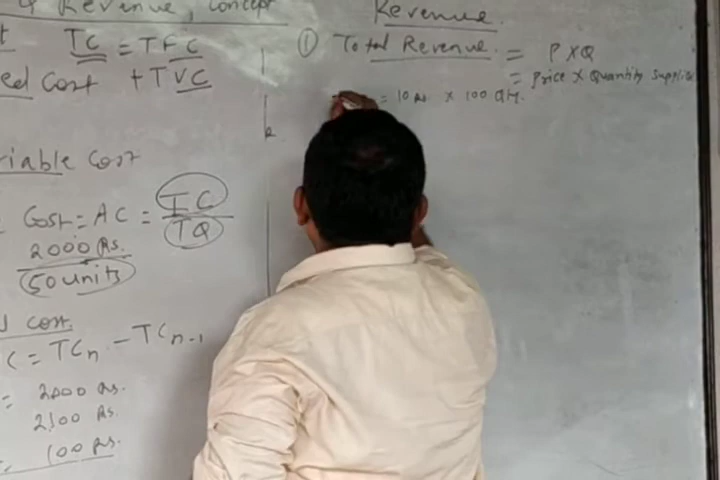 & Revenue, Concept
TC = TFC
+ TVC
ed Cost
riable Cost
Cost = AC = TC
TQ
2000 Rs.
50 units
Cost.
C = TCn - TCn-1
= 2000 Rs.
2100 Rs.
100 Rs.
Revenue.
① Total Revenue = P X Q
= Price X Quantity Supplie
= 10 Rs. X 100 Qty.